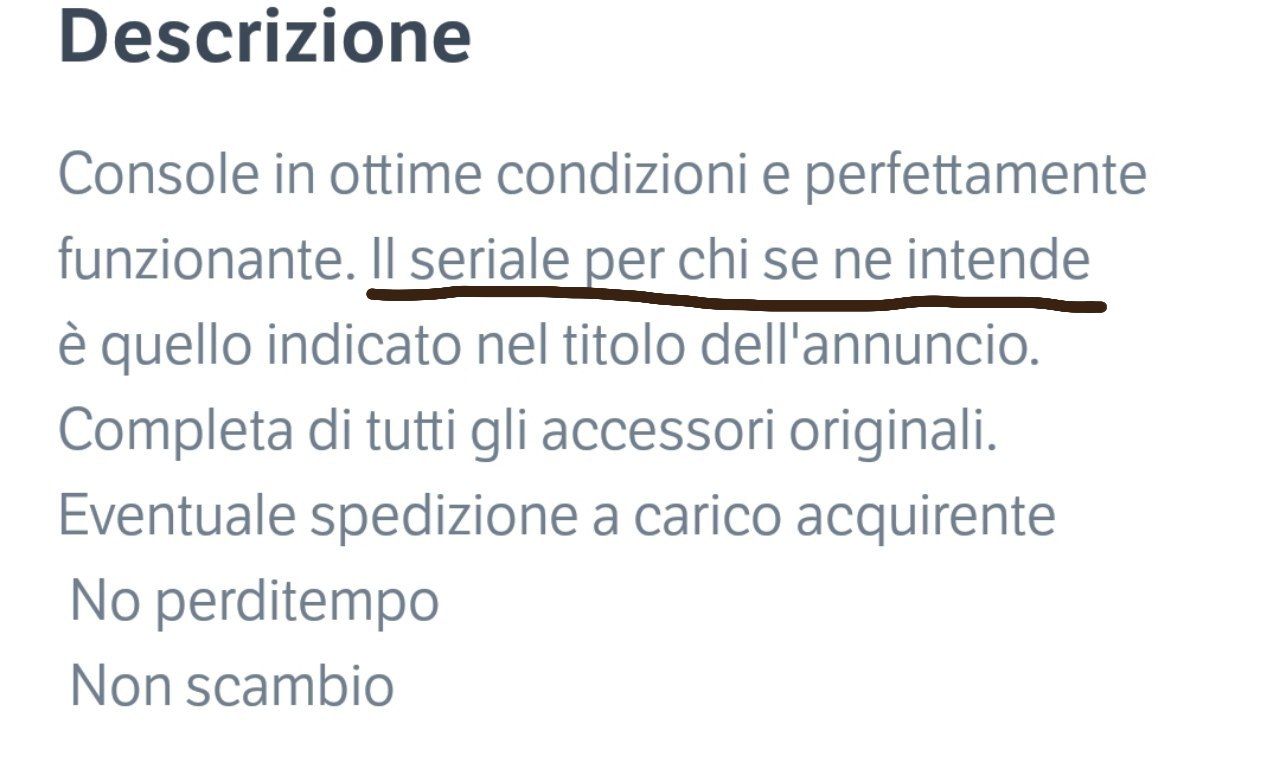 Descrizione
Console in ottime condizioni e perfettamente
funzionante. Il seriale per chi se ne intende
è quello indicato nel titolo dell'annuncio.
Completa di tutti gli accessori originali.
Eventuale spedizione a carico acquirente
No perditempo
Non scambio